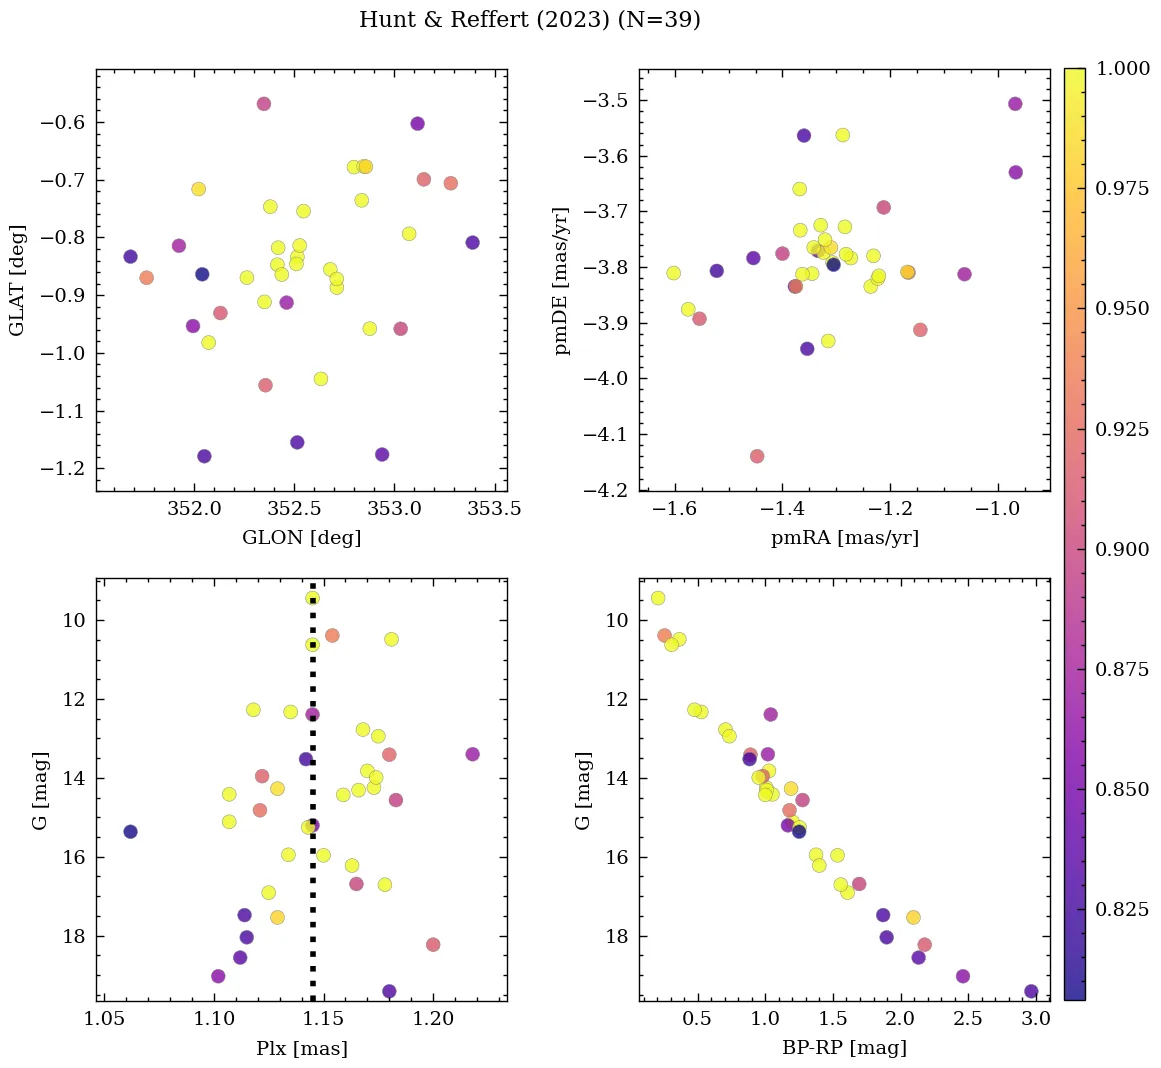 Hunt & Reffert (2023) (N=39)
−0.6
−0.7
−0.8
−0.9
−1.0
−1.1
−1.2
GLAT [deg]
352.0 352.5 353.0 353.5
GLON [deg]
−3.5
−3.6
−3.7
−3.8
−3.9
−4.0
−4.1
−4.2
pmDE [mas/yr]
−1.6 −1.4 −1.2 −1.0
pmRA [mas/yr]
10
12
14
16
18
G [mag]
1.05 1.10 1.15 1.20
Plx [mas]
10
12
14
16
18
G [mag]
0.5 1.0 1.5 2.0 2.5 3.0
BP-RP [mag]
1.000
0.975
0.950
0.925
0.900
0.875
0.850
0.825